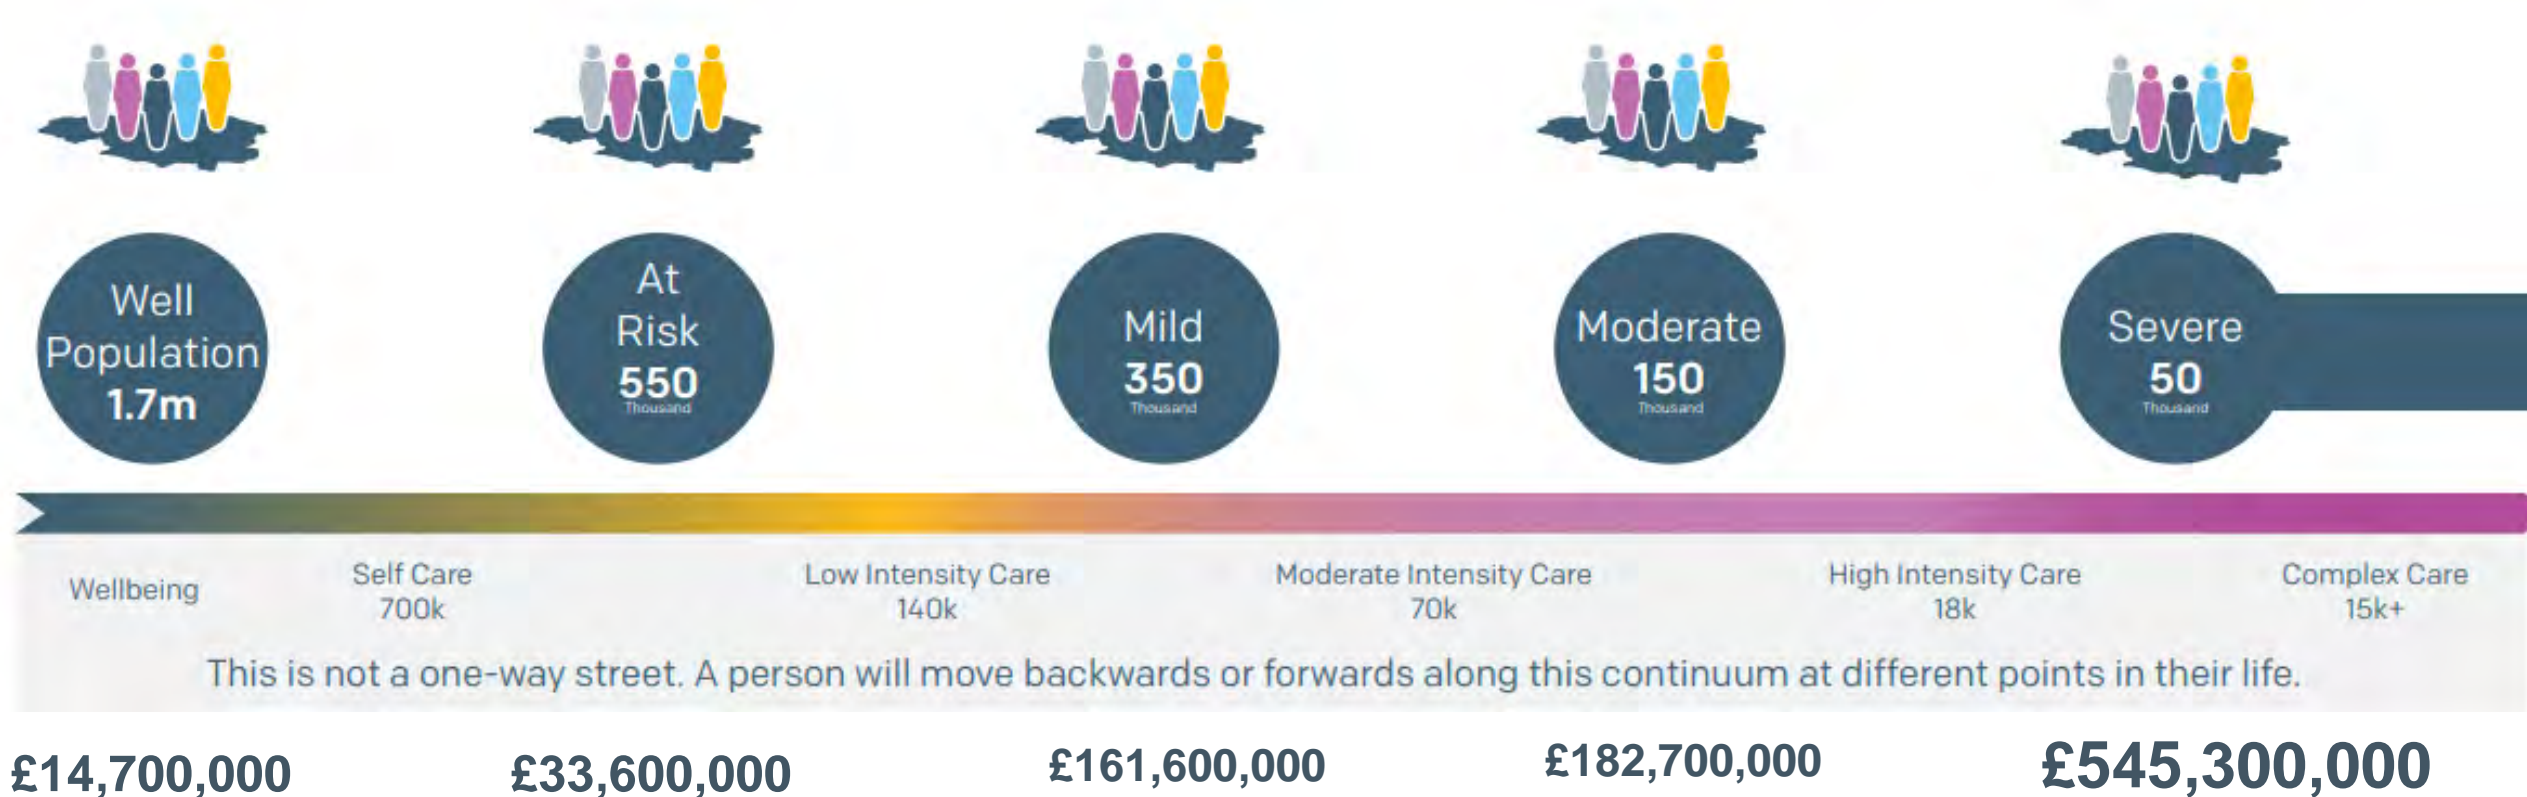 Well
Population
1.7m
At
Risk
550
Thousand
Mild
350
Thousand
Moderate
150
Thousand
Severe
50
Thousand
Wellbeing
Self Care
700k
Low Intensity Care
140k
Moderate Intensity Care
70k
High Intensity Care
18k
Complex Care
15k+
This is not a one-way street. A person will move backwards or forwards along this continuum at different points in their life.
£14,700,000
£33,600,000
£161,600,000
£182,700,000
£545,300,000